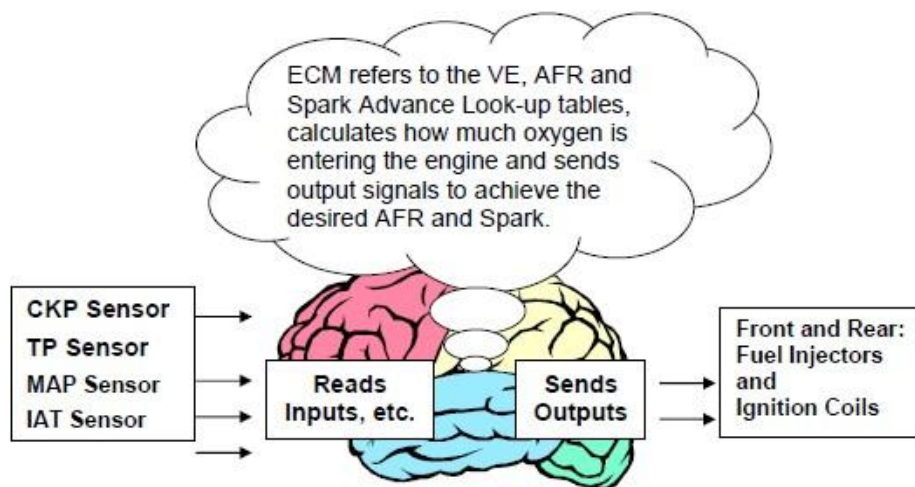 ECM refers to the VE, AFR and
Spark Advance Look-up tables,
calculates how much oxygen is
entering the engine and sends
output signals to achieve the
desired AFR and Spark.
CKP Sensor
TP Sensor
MAP Sensor
IAT Sensor
Reads
Inputs, etc.
Sends
Outputs
Front and Rear:
Fuel Injectors
and
Ignition Coils